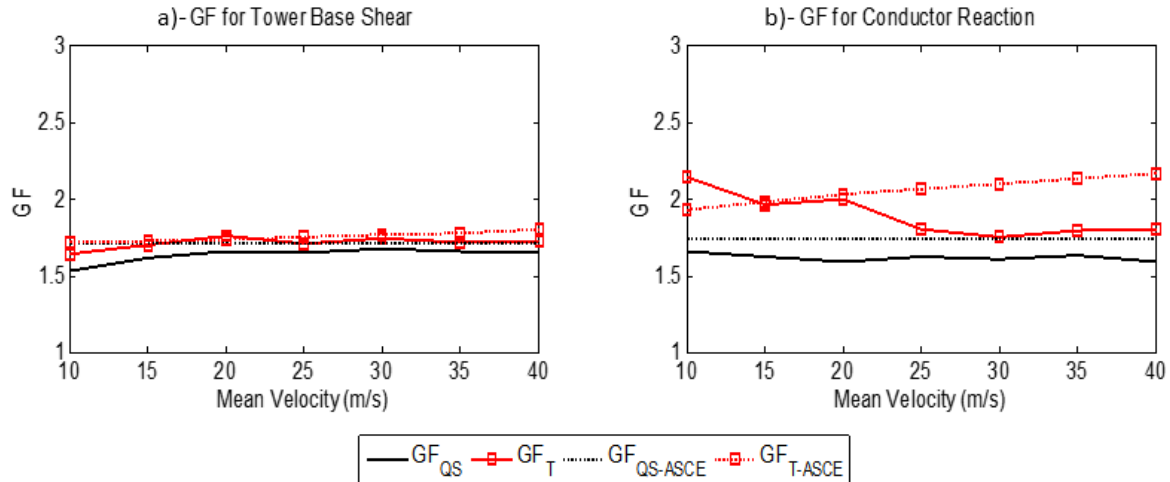 a)- GF for Tower Base Shear
3
2.5
2
1.5
1
GF
10 15 20 25 30 35 40
Mean Velocity (m/s)
b)- GF for Conductor Reaction
3
2.5
2
1.5
1
GF
10 15 20 25 30 35 40
Mean Velocity (m/s)
GF_QS GF_T GF_QS-ASCE GF_T-ASCE